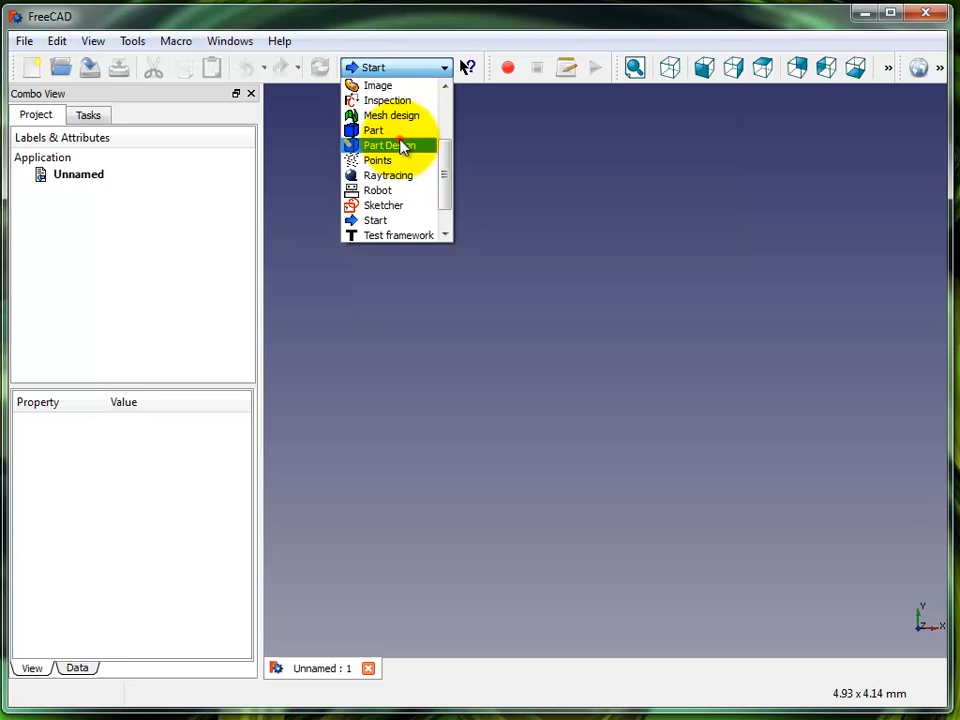 FreeCAD
File Edit View Tools Macro Windows Help
Start
Combo View
Project Tasks
Labels & Attributes
Application
Unnamed
Image
Inspection
Mesh design
Part
Part Design
Points
Raytracing
Robot
Sketcher
Start
Test framework
Property Value
View Data
Unnamed : 1
Y
Z X
4.93 x 4.14 mm